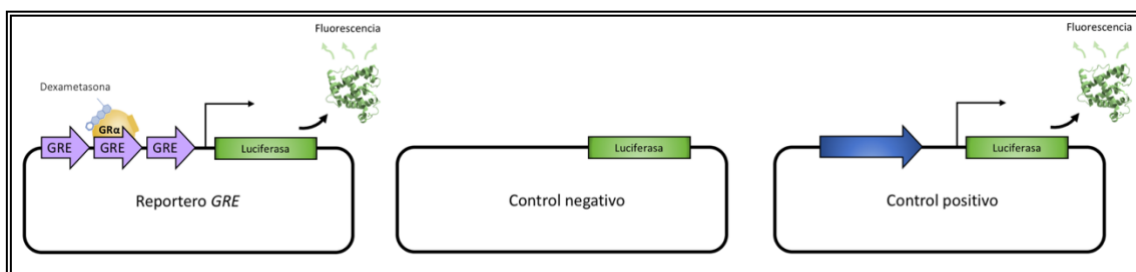 Fluorescencia
Dexametasona
GRα
GRE
GRE
GRE
Luciferasa
Reportero GRE
Luciferasa
Control negativo
Fluorescencia
Luciferasa
Control positivo